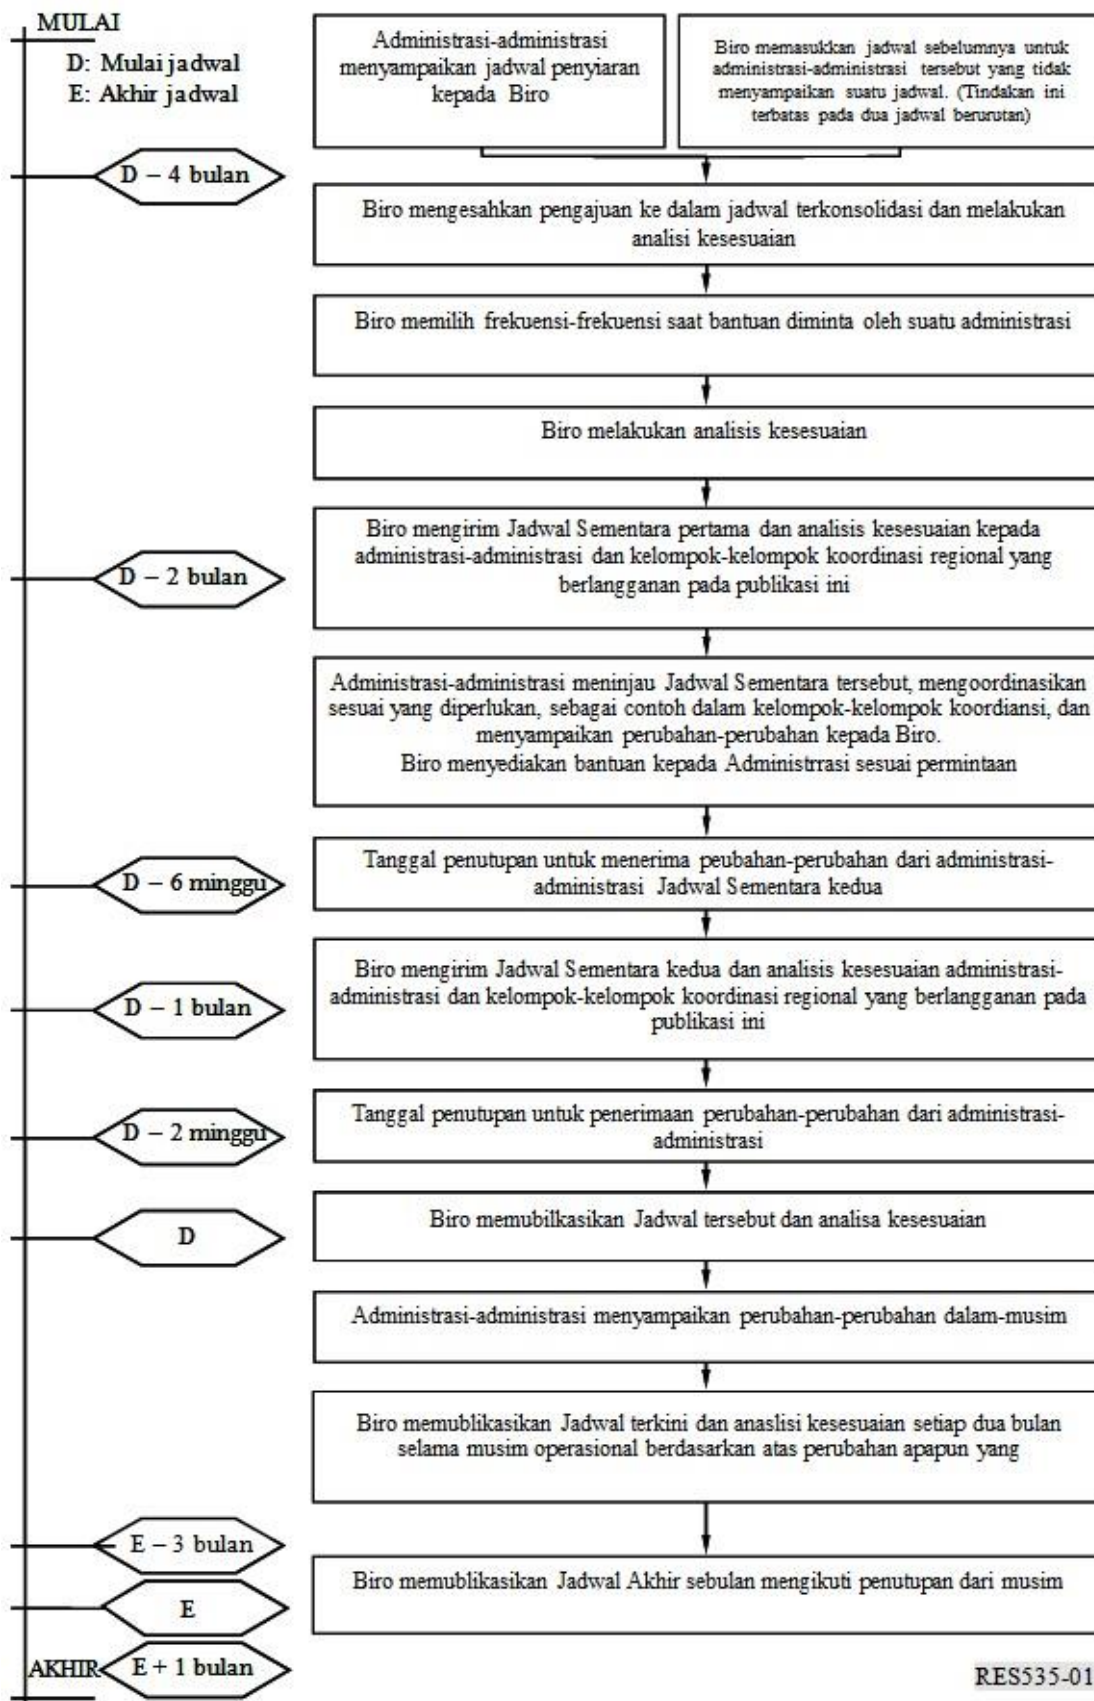 MULAI
D: Mulai jadwal
E: Akhir jadwal
Administrasi-administrasi
menyampaikan jadwal penyiaran
kepada Biro
Biro memasukkan jadwal sebelumnya untuk
administrasi-administrasi tersebut yang tidak
menyampaikan suatu jadwal. (Tindakan ini
terbatas pada dua jadwal berurutan)
D – 4 bulan
Biro mengesahkan pengajuan ke dalam jadwal terkonsolidasi dan melakukan
analisi kesesuaian
Biro memilih frekuensi-frekuensi saat bantuan diminta oleh suatu administrasi
Biro melakukan analisis kesesuaian
D – 2 bulan
Biro mengirim Jadwal Sementara pertama dan analisis kesesuaian kepada
administrasi-administrasi dan kelompok-kelompok koordinasi regional yang
berlangganan pada publikasi ini
Administrasi-administrasi meninjau Jadwal Sementara tersebut, mengoordinasikan
sesuai yang diperlukan, sebagai contoh dalam kelompok-kelompok koordiansi, dan
menyampaikan perubahan-perubahan kepada Biro.
Biro menyediakan bantuan kepada Administrrasi sesuai permintaan
D – 6 minggu
Tanggal penutupan untuk menerima peubahan-perubahan dari administrasi-
administrasi Jadwal Sementara kedua
D – 1 bulan
Biro mengirim Jadwal Sementara kedua dan analisis kesesuaian administrasi-
administrasi dan kelompok-kelompok koordinasi regional yang berlangganan pada
publikasi ini
D – 2 minggu
Tanggal penutupan untuk penerimaan perubahan-perubahan dari administrasi-
administrasi
D
Biro memubilkasikan Jadwal tersebut dan analisa kesesuaian
Administrasi-administrasi menyampaikan perubahan-perubahan dalam-musim
Biro memublikasikan Jadwal terkini dan anaslisi kesesuaian setiap dua bulan
selama musim operasional berdasarkan atas perubahan apapun yang
E – 3 bulan
Biro memublikasikan Jadwal Akhir sebulan mengikuti penutupan dari musim
E
AKHIR
E + 1 bulan
RES535-01